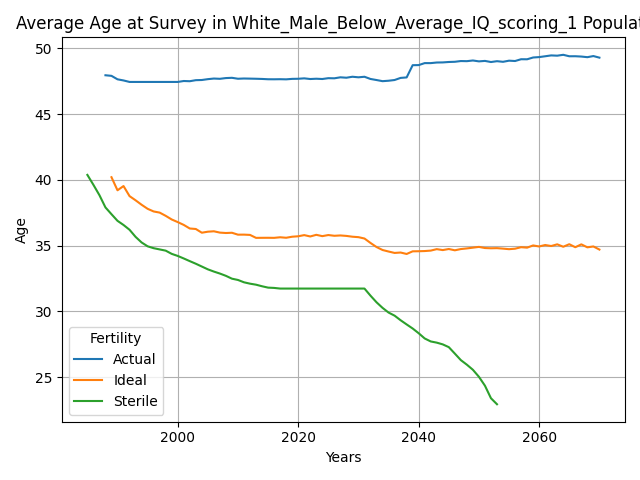 Average Age at Survey in White_Male_Below_Average_IQ_scoring_1 Populat
50
45
40
35
30
25
Age
Fertility
Actual
Ideal
Sterile
2000 2020 2040 2060
Years